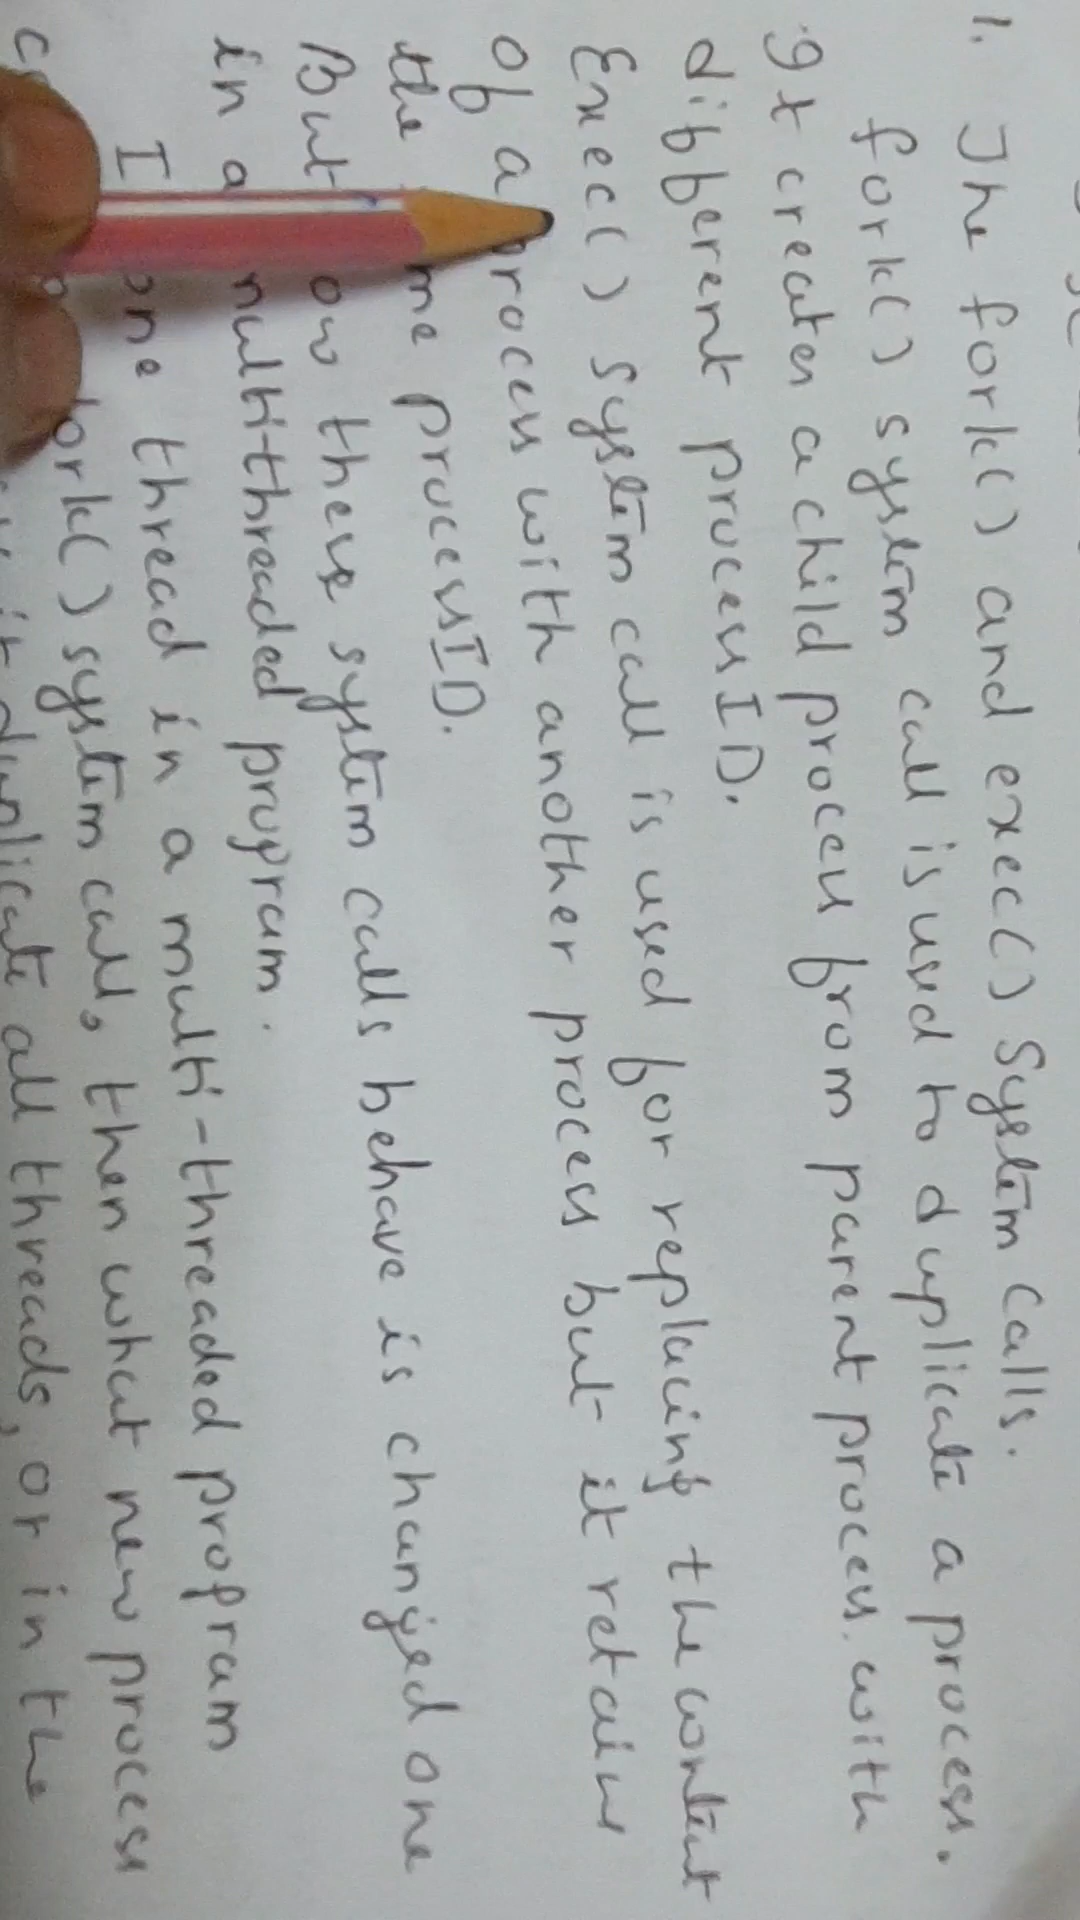 1. The fork() and exec() System calls.
fork() system call is used to duplicate a process.
It creates a child process from parent process. with
different process ID.
Exec() system call is used for replacing the content
of a process with another process but it retains
the process ID.
But these system calls behave is changed one
in a multi-threaded program.
I one thread in a multi-threaded program
fork() system call, then what new process
it duplicate all threads, or in the